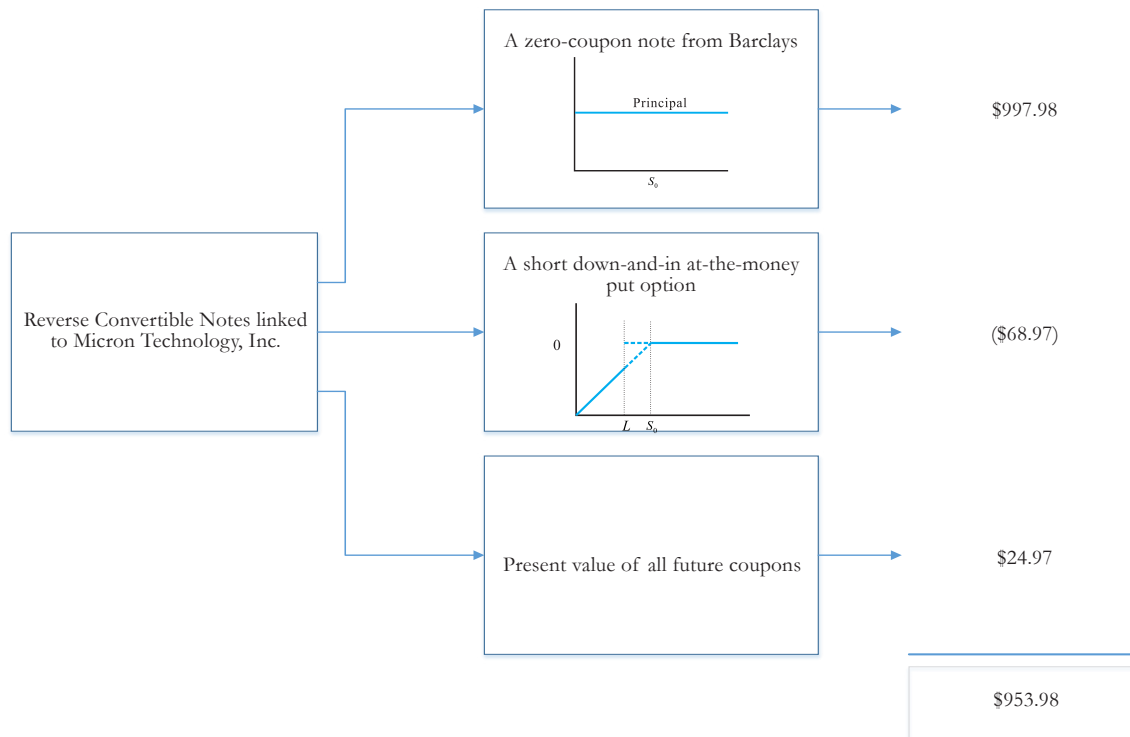 A zero-coupon note from Barclays
Principal
S₀
$997.98
Reverse Convertible Notes linked
to Micron Technology, Inc.
A short down-and-in at-the-money
put option
0
L S₀
($68.97)
Present value of all future coupons
$24.97
$953.98